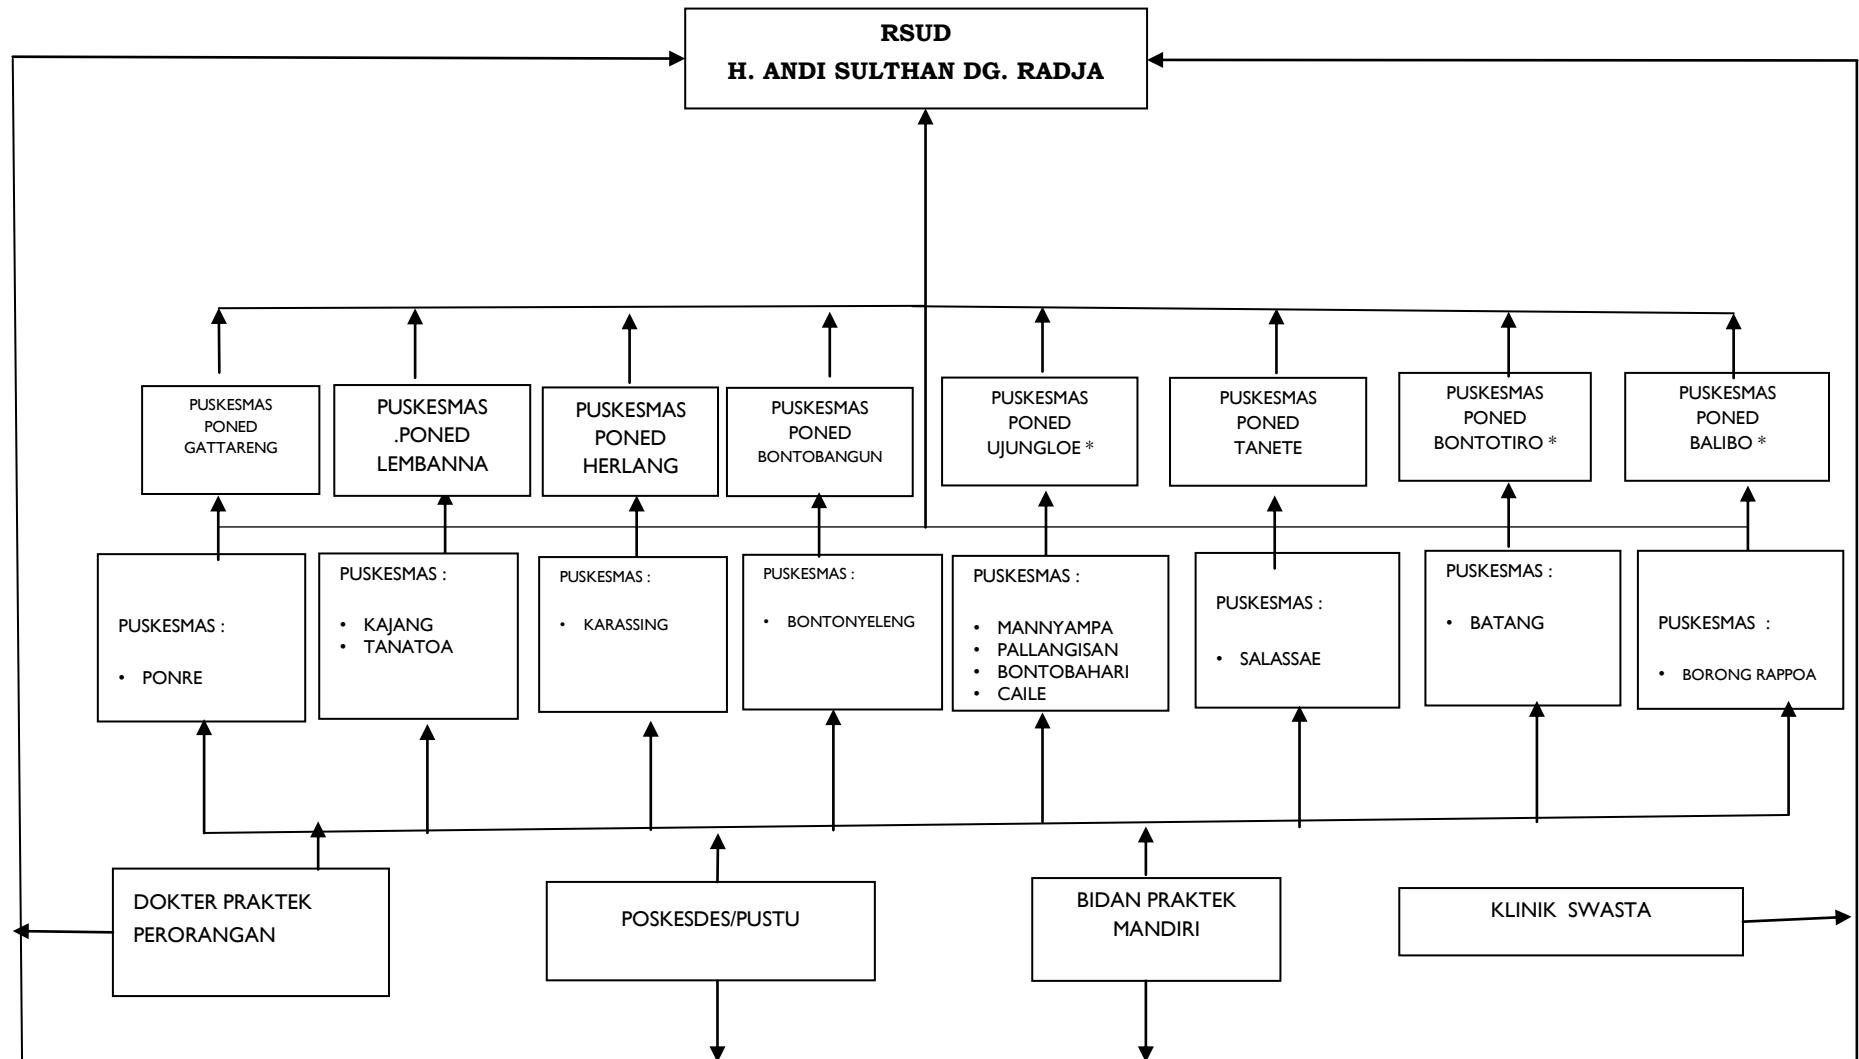 RSUD
H. ANDI SULTHAN DG. RADJA
PUSKESMAS
PONED
GATTARENG
PUSKESMAS
.PONED
LEMBANNA
PUSKESMAS
PONED
HERLANG
PUSKESMAS
PONED
BONTOBANGUN
PUSKESMAS
PONED
UJUNGLOE *
PUSKESMAS
PONED
TANETE
PUSKESMAS
PONED
BONTOTIRO *
PUSKESMAS
PONED
BALIBO *
PUSKESMAS :
• PONRE
PUSKESMAS :
• KAJANG
• TANATOA
PUSKESMAS :
• KARASSING
PUSKESMAS :
• BONTONYELENG
PUSKESMAS :
• MANNYAMPA
• PALLANGISAN
• BONTOBAHARI
• CAILE
PUSKESMAS :
• SALASSAE
PUSKESMAS :
• BATANG
PUSKESMAS :
• BORONG RAPPOA
DOKTER PRAKTEK
PERORANGAN
POSKESDES/PUSTU
BIDAN PRAKTEK
MANDIRI
KLINIK SWASTA